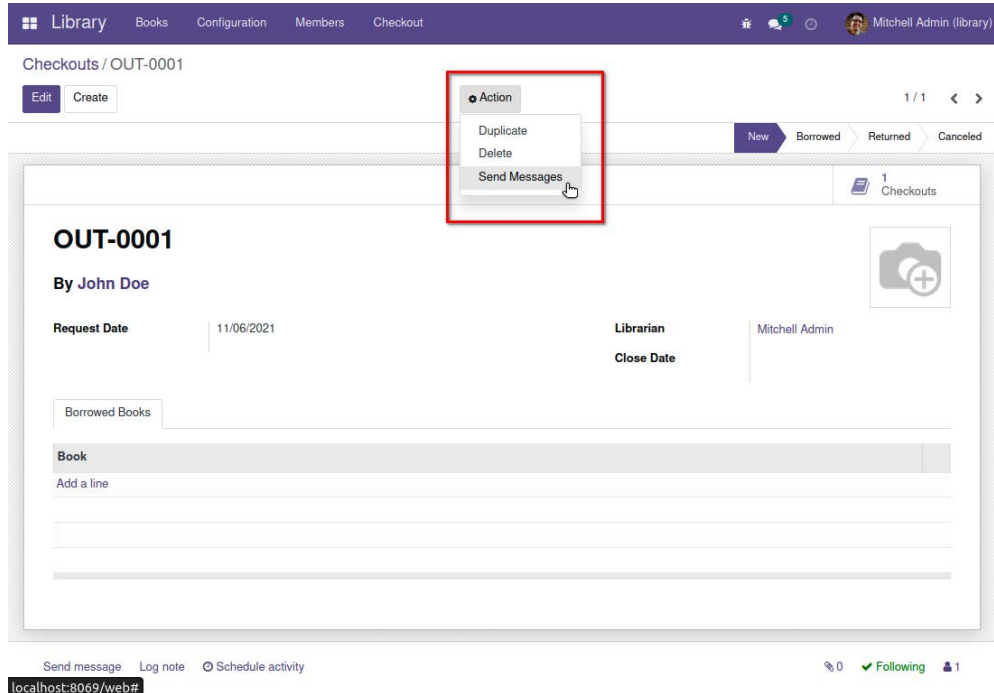 Library Books Configuration Members Checkout 5 Mitchell Admin (library)
Checkouts / OUT-0001
Edit Create Action 1 / 1
Duplicate
Delete
Send Messages
New Borrowed Returned Canceled
1
Checkouts
OUT-0001
By John Doe
Request Date 11/06/2021 Librarian Mitchell Admin
Close Date
Borrowed Books
Book
Add a line
Send message Log note Schedule activity 0 Following 1
localhost:8069/web#